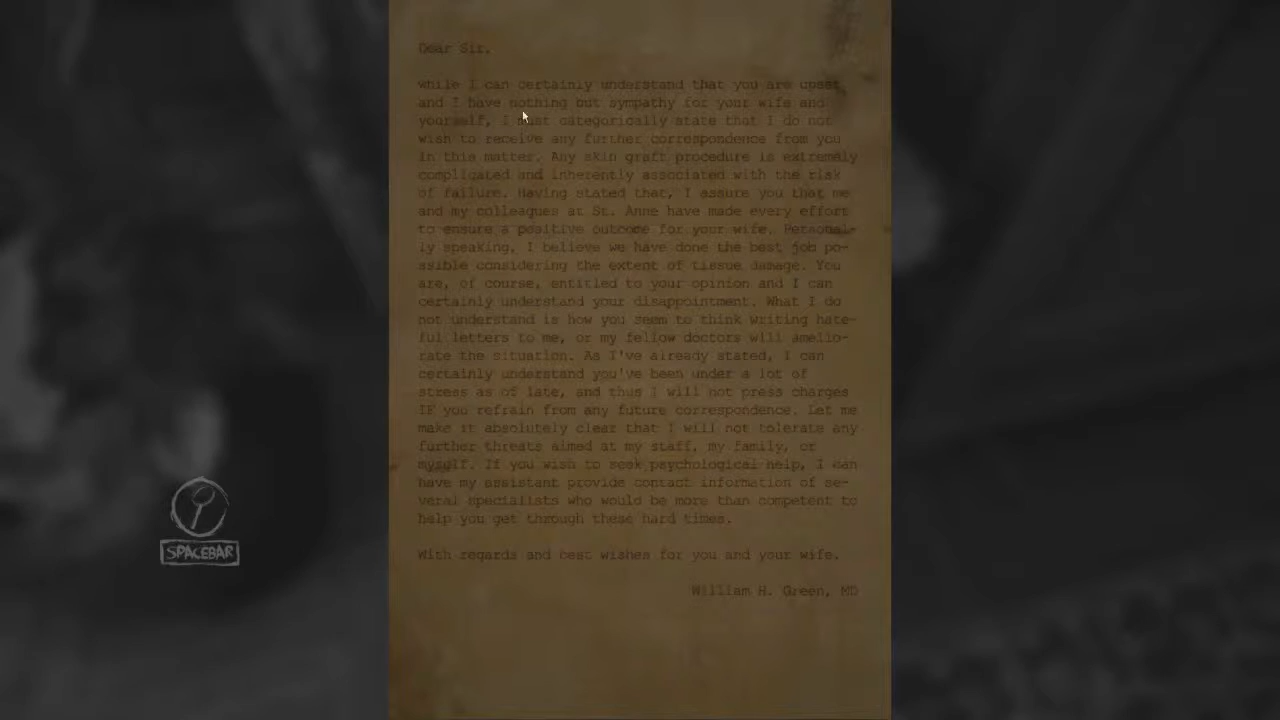 Dear Sir.
while I can certainly understand that you are upset
and I have nothing but sympathy for your wife and
yourself, I must categorically state that I do not
wish to receive any further correspondence from you
in this matter. Any skin graft procedure is extremely
complicated and inherently associated with the risk
of failure. Having stated that, I assure you that me
and my colleagues at St. Anne have made every effort
to ensure a positive outcome for your wife. Personal-
ly speaking, I believe we have done the best job po-
ssible considering the extent of tissue damage. You
are, of course, entitled to your opinion and I can
certainly understand your disappointment. What I do
not understand is how you seem to think writing hate-
ful letters to me, or my fellow doctors will amelio-
rate the situation. As I've already stated, I can
certainly understand you've been under a lot of
stress as of late, and thus I will not press charges
IF you refrain from any future correspondence. Let me
make it absolutely clear that I will not tolerate any
further threats aimed at my staff, my family, or
myself. If you wish to seek psychological help, I can
have my assistant provide contact information of se-
veral specialists who would be more than competent to
help you get through these hard times.
With regards and best wishes for you and your wife.
William H. Green, MD
SPACEBAR